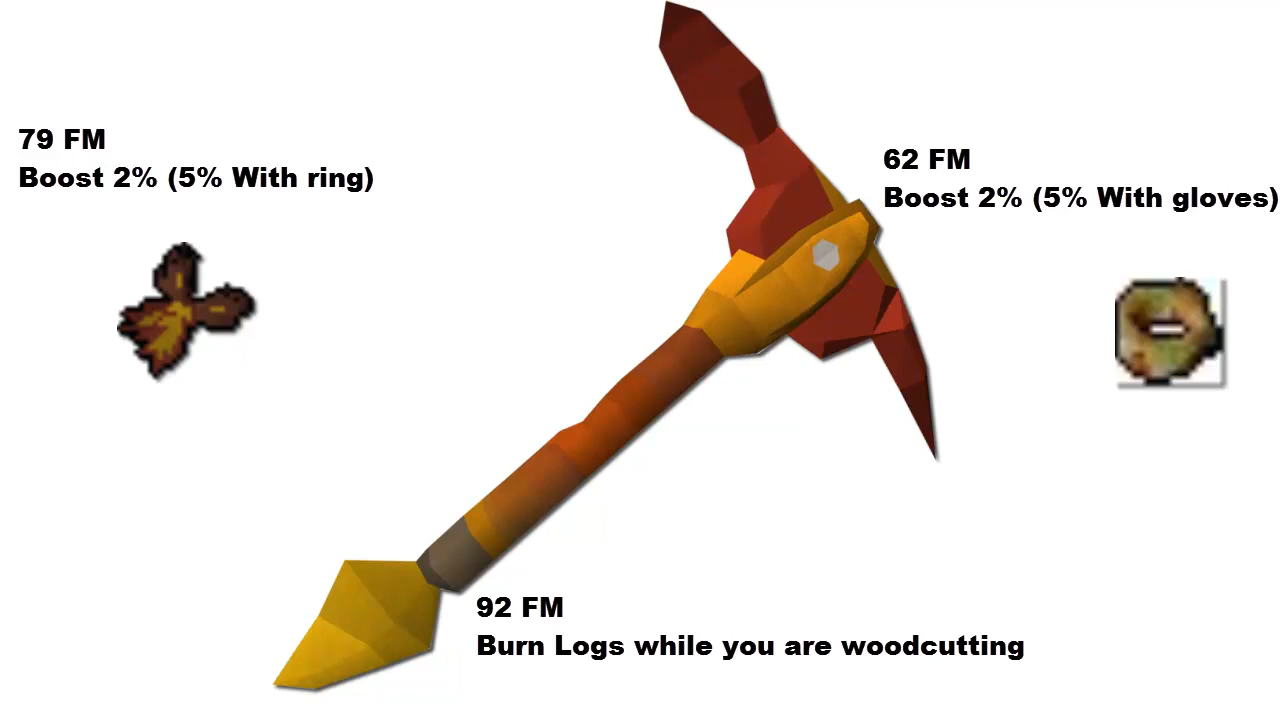 79 FM
Boost 2% (5% With ring)
62 FM
Boost 2% (5% With gloves)
92 FM
Burn Logs while you are woodcutting